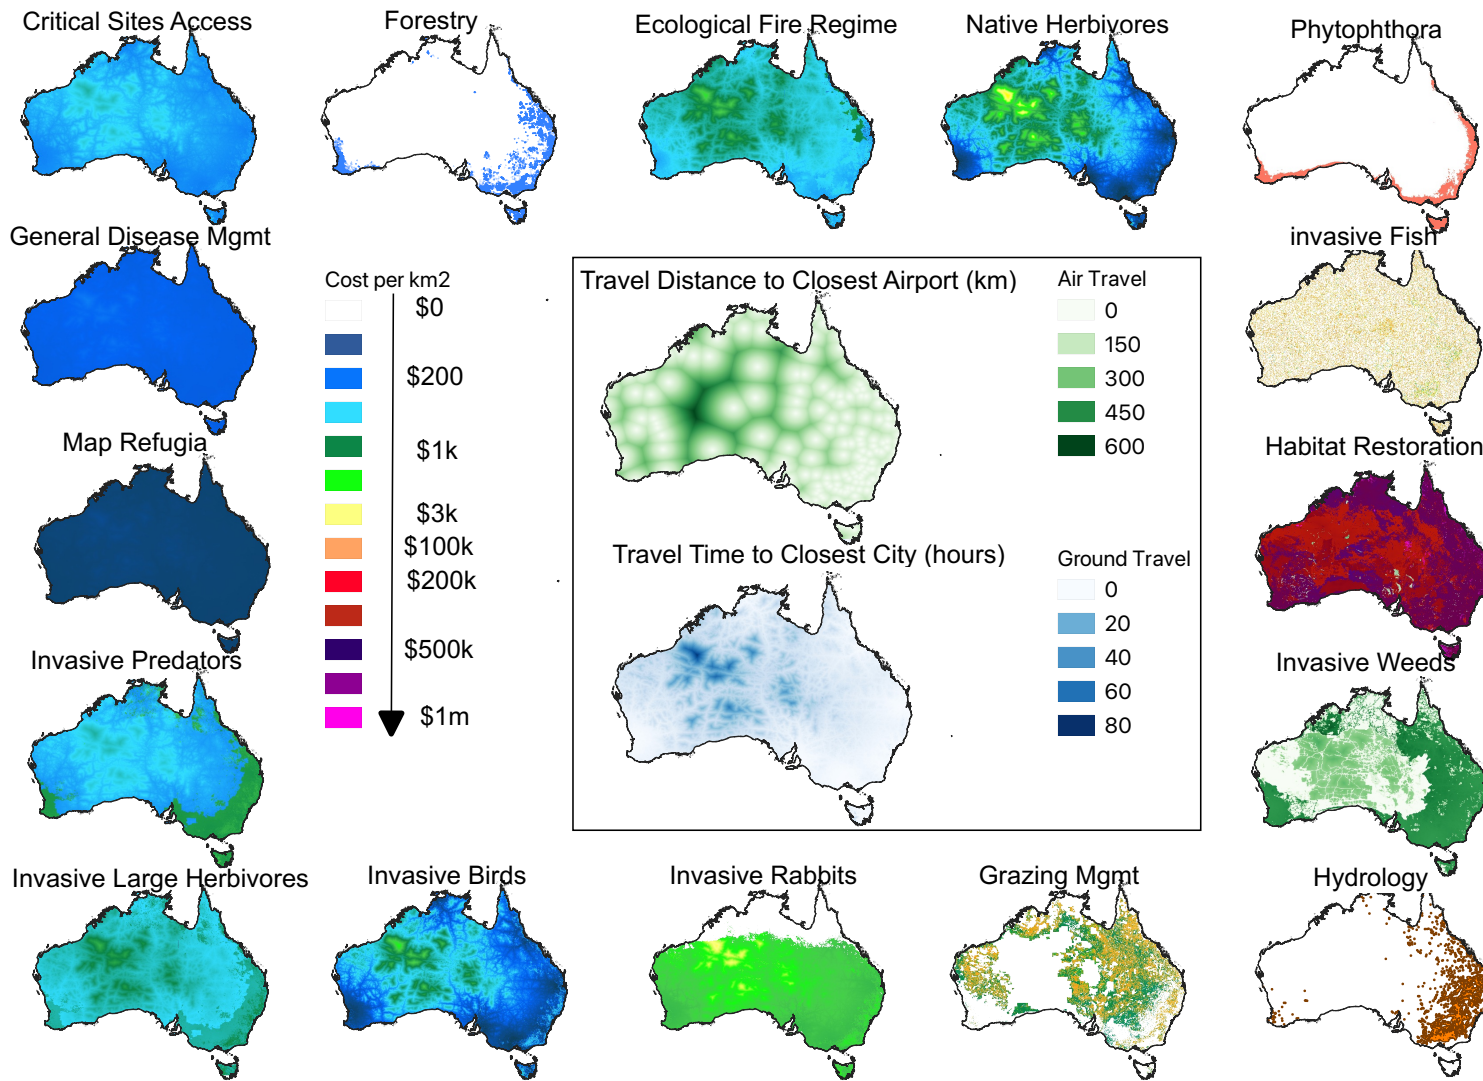 Critical Sites Access
Forestry
Ecological Fire Regime
Native Herbivores
Phytophthora
General Disease Mgmt
invasive Fish
Cost per km2
$0
$200
$1k
$3k
$100k
$200k
$500k
$1m
Travel Distance to Closest Airport (km)
Air Travel
0
150
300
450
600
Travel Time to Closest City (hours)
Ground Travel
0
20
40
60
80
Map Refugia
Habitat Restoration
Invasive Predators
Invasive Weeds
Invasive Large Herbivores
Invasive Birds
Invasive Rabbits
Grazing Mgmt
Hydrology